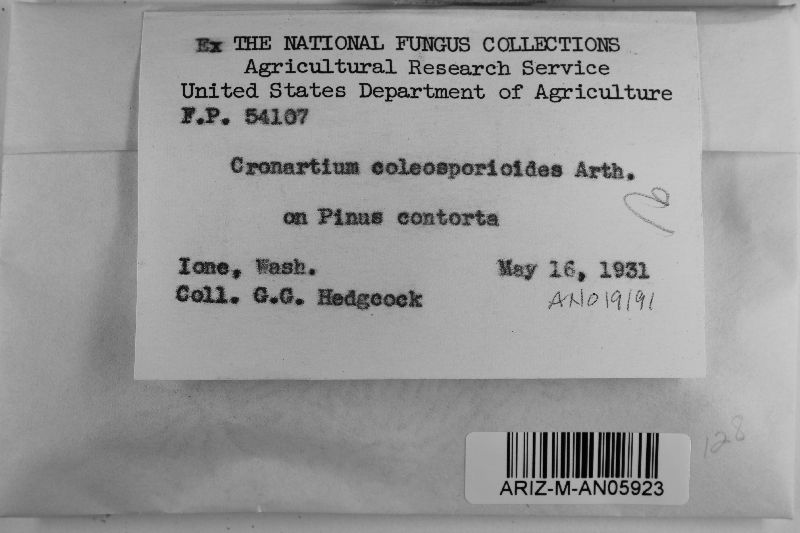 Ex THE NATIONAL FUNGUS COLLECTIONS
Agricultural Research Service
United States Department of Agriculture
F.P. 54107
Cronartium coleosporioides Arth.
on Pinus contorta
Ione, Wash. May 16, 1931
Coll. G.G. Hedgcock AN019191
128
ARIZ-M-AN05923